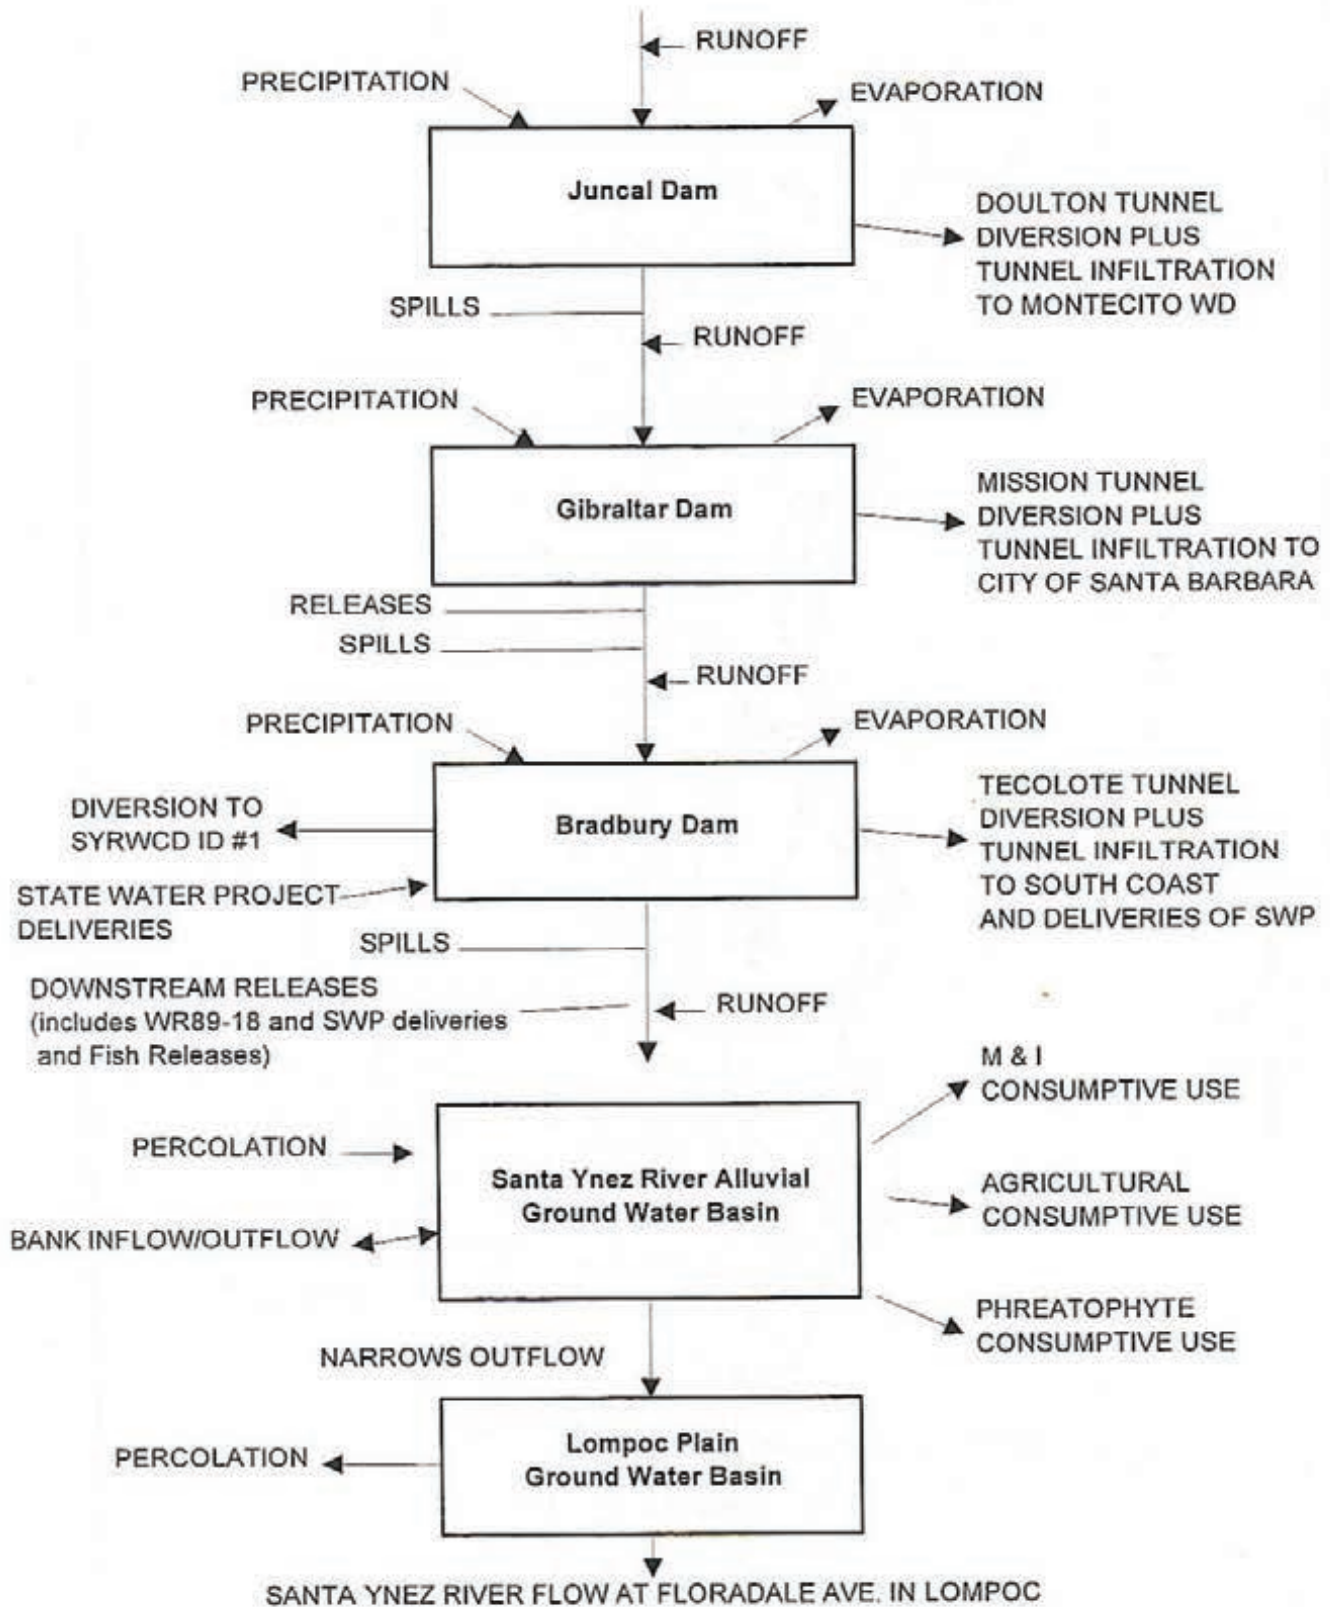 RUNOFF
PRECIPITATION
EVAPORATION
Juncal Dam
DOULTON TUNNEL
DIVERSION PLUS
TUNNEL INFILTRATION
TO MONTECITO WD
SPILLS
RUNOFF
PRECIPITATION
EVAPORATION
Gibraltar Dam
MISSION TUNNEL
DIVERSION PLUS
TUNNEL INFILTRATION TO
CITY OF SANTA BARBARA
RELEASES
SPILLS
RUNOFF
PRECIPITATION
EVAPORATION
DIVERSION TO
SYRWCD ID #1
Bradbury Dam
TECOLOTE TUNNEL
DIVERSION PLUS
TUNNEL INFILTRATION
TO SOUTH COAST
AND DELIVERIES OF SWP
STATE WATER PROJECT
DELIVERIES
SPILLS
DOWNSTREAM RELEASES
(includes WR89-18 and SWP deliveries
and Fish Releases)
RUNOFF
M & I
CONSUMPTIVE USE
PERCOLATION
Santa Ynez River Alluvial
Ground Water Basin
AGRICULTURAL
CONSUMPTIVE USE
BANK INFLOW/OUTFLOW
PHREATOPHYTE
CONSUMPTIVE USE
NARROWS OUTFLOW
Lompoc Plain
Ground Water Basin
PERCOLATION
SANTA YNEZ RIVER FLOW AT FLORADALE AVE. IN LOMPOC